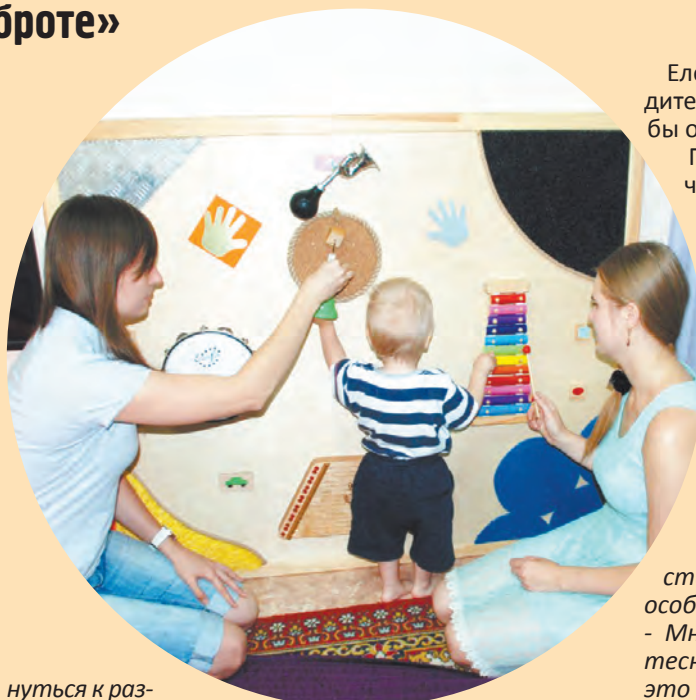 броте»
Еле
дите
бы о
П
ч
нуться к раз-
ст
особ
- Мн
тесн
это